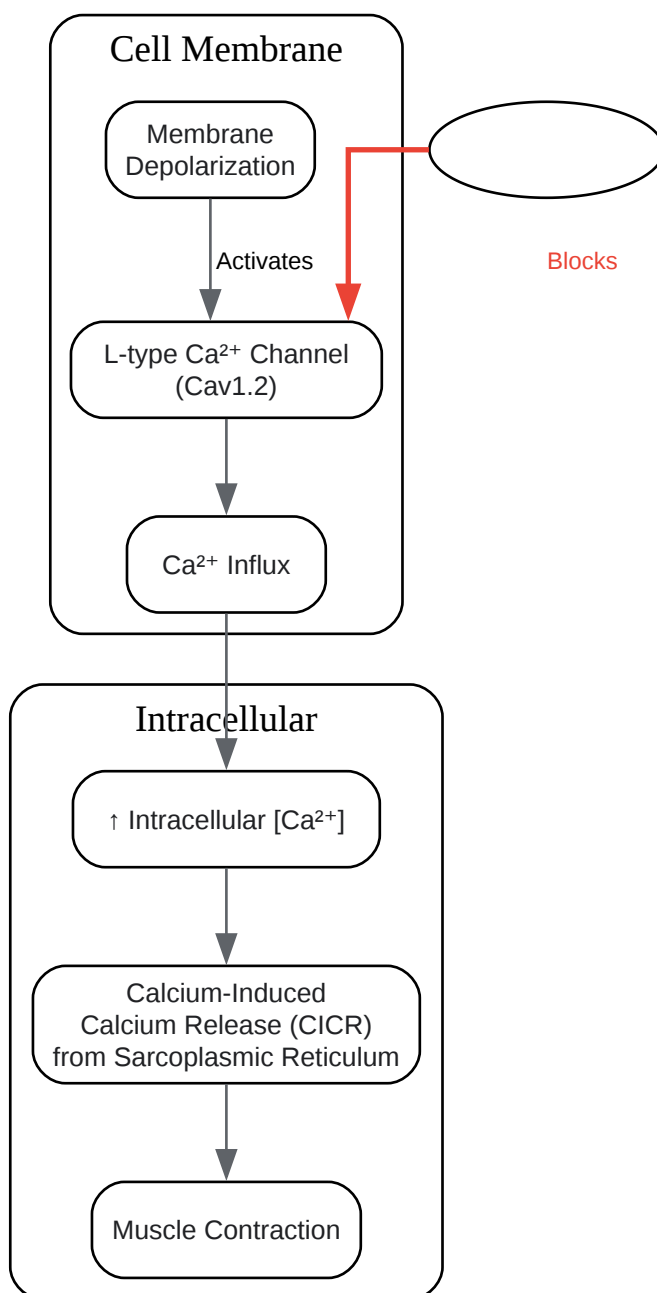 Cell Membrane
Membrane
Depolarization
Activates
Blocks
L-type Ca²⁺ Channel
(Cav1.2)
Ca²⁺ Influx
Intracellular
↑ Intracellular [Ca²⁺]
Calcium-Induced
Calcium Release (CICR)
from Sarcoplasmic Reticulum
Muscle Contraction